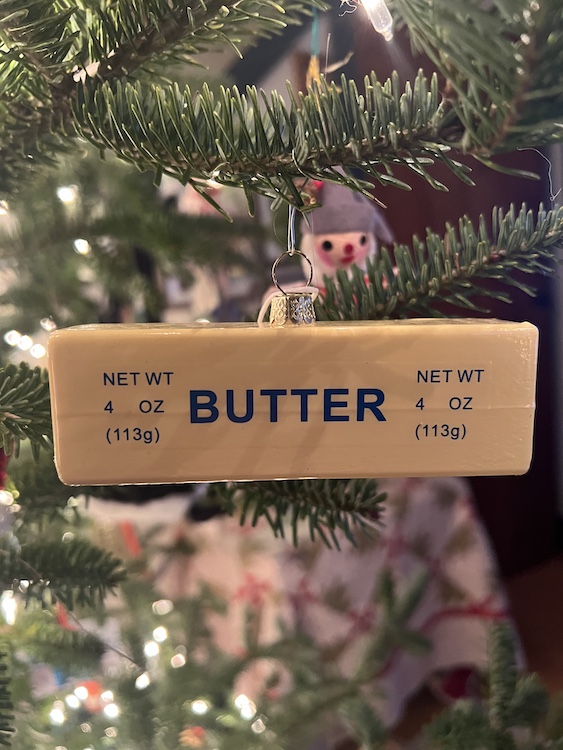 NET WT
4 OZ
(113g)
BUTTER
NET WT
4 OZ
(113g)